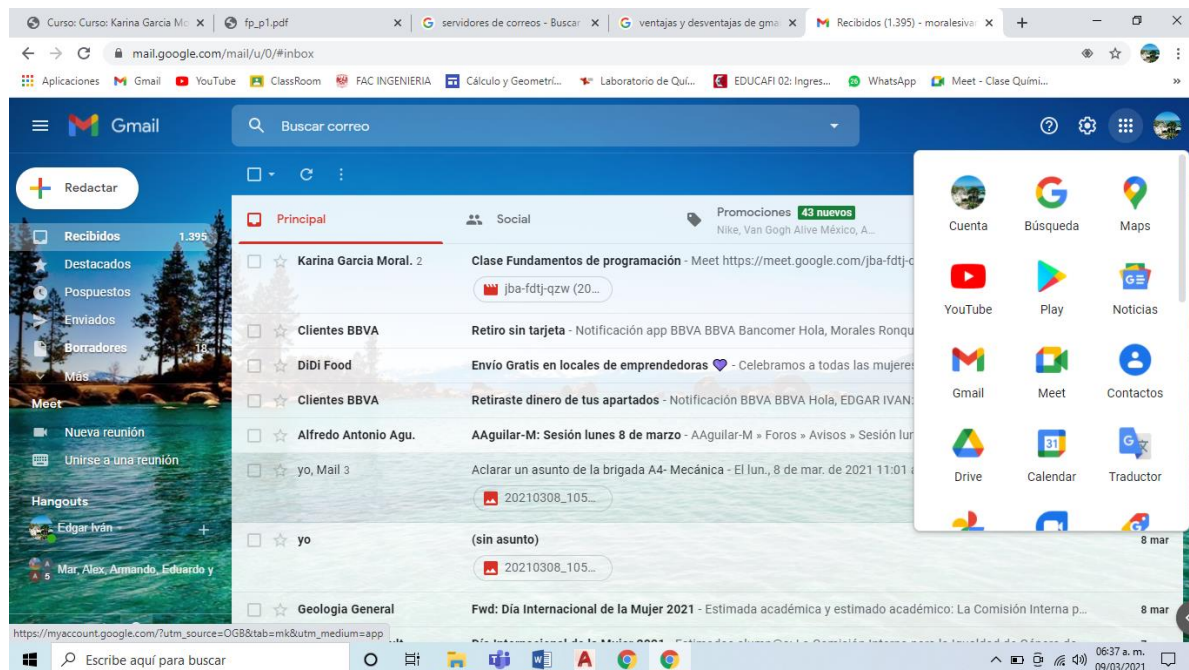 Curso: Curso: Karina Garcia Mo
fp_p1.pdf
servidores de correos - Buscar
ventajas y desventajas de gma
Recibidos (1.395) - moralesivar
mail.google.com/mail/u/0/#inbox
Aplicaciones
Gmail
YouTube
ClassRoom
FAC INGENIERIA
Cálculo y Geometrí...
Laboratorio de Quí...
EDUCAFI 02: Ingres...
WhatsApp
Meet - Clase Quími...
»
Gmail
Buscar correo
Redactar
Recibidos 1.395
Destacados
Pospuestos
Enviados
Borradores 18
Más
Meet
Nueva reunión
Unirse a una reunión
Hangouts
Edgar Iván
Mar, Alex, Armando, Eduardo y
A A 5
Principal
Social
Promociones 43 nuevos
Nike, Van Gogh Alive México, A...
Karina Garcia Moral. 2 Clase Fundamentos de programación - Meet https://meet.google.com/jba-fdtj-q
jba-fdtj-qzw (20...
Clientes BBVA Retiro sin tarjeta - Notificación app BBVA BBVA Bancomer Hola, Morales Ronqu
DiDi Food Envío Gratis en locales de emprendedoras 💜 - Celebramos a todas las mujeres
Clientes BBVA Retiraste dinero de tus apartados - Notificación BBVA BBVA Hola, EDGAR IVAN:
Alfredo Antonio Agu. AAguilar-M: Sesión lunes 8 de marzo - AAguilar-M » Foros » Avisos » Sesión lun
yo, Mail 3 Aclarar un asunto de la brigada A4- Mecánica - El lun., 8 de mar. de 2021 11:01
20210308_105...
yo (sin asunto) 8 mar
20210308_105...
Geologia General Fwd: Día Internacional de la Mujer 2021 - Estimada académica y estimado académico: La Comisión Interna p... 8 mar
Cuenta
Búsqueda
Maps
YouTube
Play
Noticias
Gmail
Meet
Contactos
Drive
Calendar
Traductor
31
https://myaccount.google.com/?utm_source=OGB&tab=mk&utm_medium=app
Escribe aquí para buscar
06:37 a. m.
09/03/2021